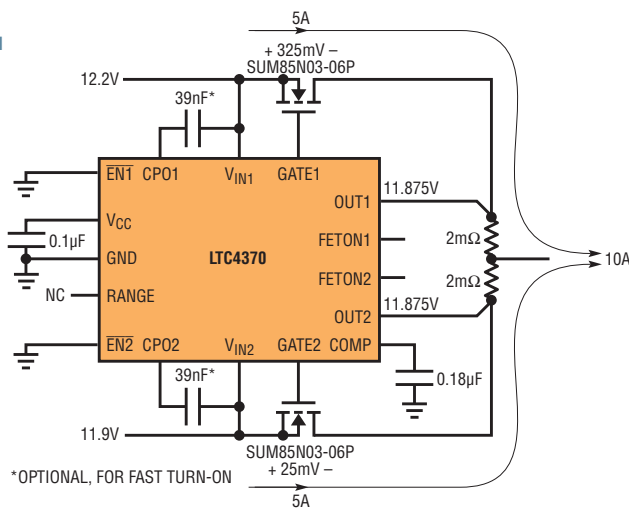 5A
+ 325mV –
SUM85N03-06P
12.2V
39nF*
EN1 CPO1 VIN1 GATE1
OUT1 11.875V
VCC
0.1µF
2mΩ
FETON1
GND LTC4370
10A
FETON2
2mΩ
NC RANGE
OUT2 11.875V
EN2 CPO2 VIN2 GATE2 COMP
39nF*
0.18µF
11.9V
SUM85N03-06P
+ 25mV –
*OPTIONAL, FOR FAST TURN-ON
5A